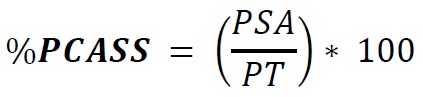 %PCASS = (PSA/PT) * 100